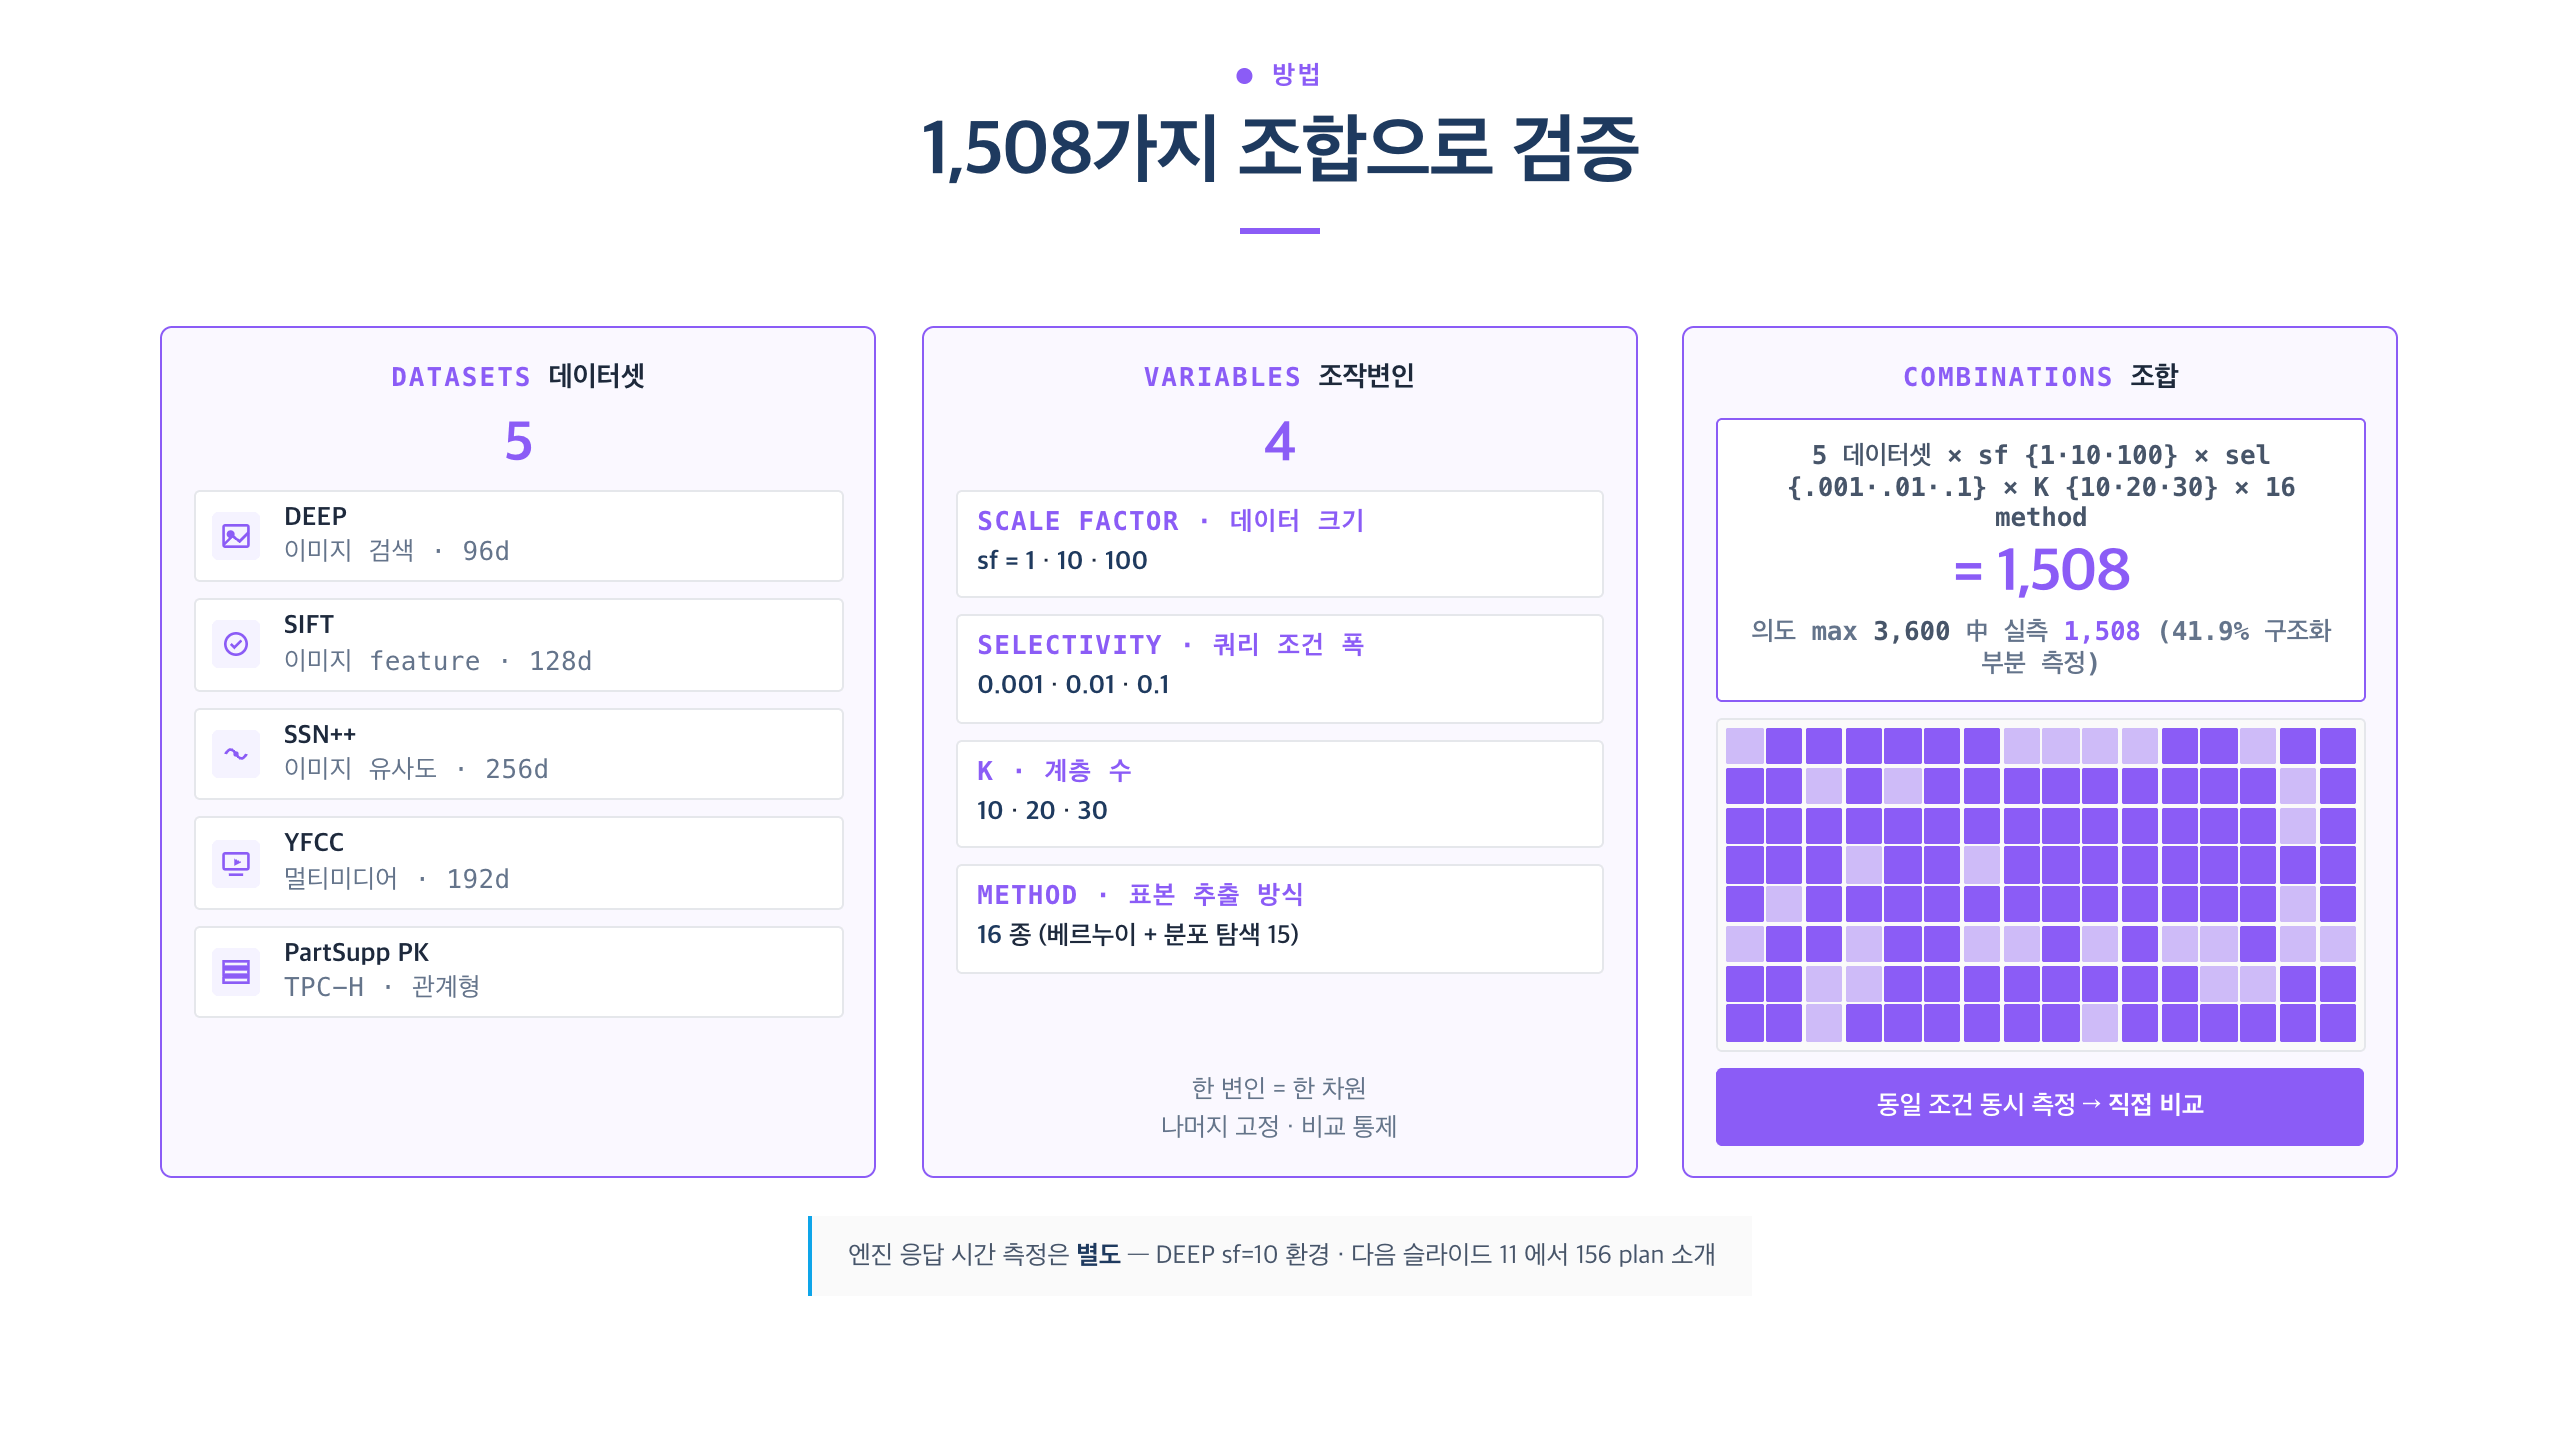 방법
1,508가지 조합으로 검증
DATASETS 데이터셋
5
DEEP
이미지 검색 · 96d
SIFT
이미지 feature · 128d
SSN++
이미지 유사도 · 256d
YFCC
멀티미디어 · 192d
PartSupp PK
TPC-H · 관계형
VARIABLES 조작변인
4
SCALE FACTOR · 데이터 크기
sf = 1 · 10 · 100
SELECTIVITY · 쿼리 조건 폭
0.001 · 0.01 · 0.1
K · 계층 수
10 · 20 · 30
METHOD · 표본 추출 방식
16 종 (베르누이 + 분포 탐색 15)
한 변인 = 한 차원
나머지 고정 · 비교 통제
COMBINATIONS 조합
5 데이터셋 × sf {1·10·100} × sel
{.001·.01·.1} × K {10·20·30} × 16
method
= 1,508
의도 max 3,600 中 실측 1,508 (41.9% 구조화
부분 측정)
동일 조건 동시 측정 → 직접 비교
엔진 응답 시간 측정은 별도 — DEEP sf=10 환경 · 다음 슬라이드 11 에서 156 plan 소개